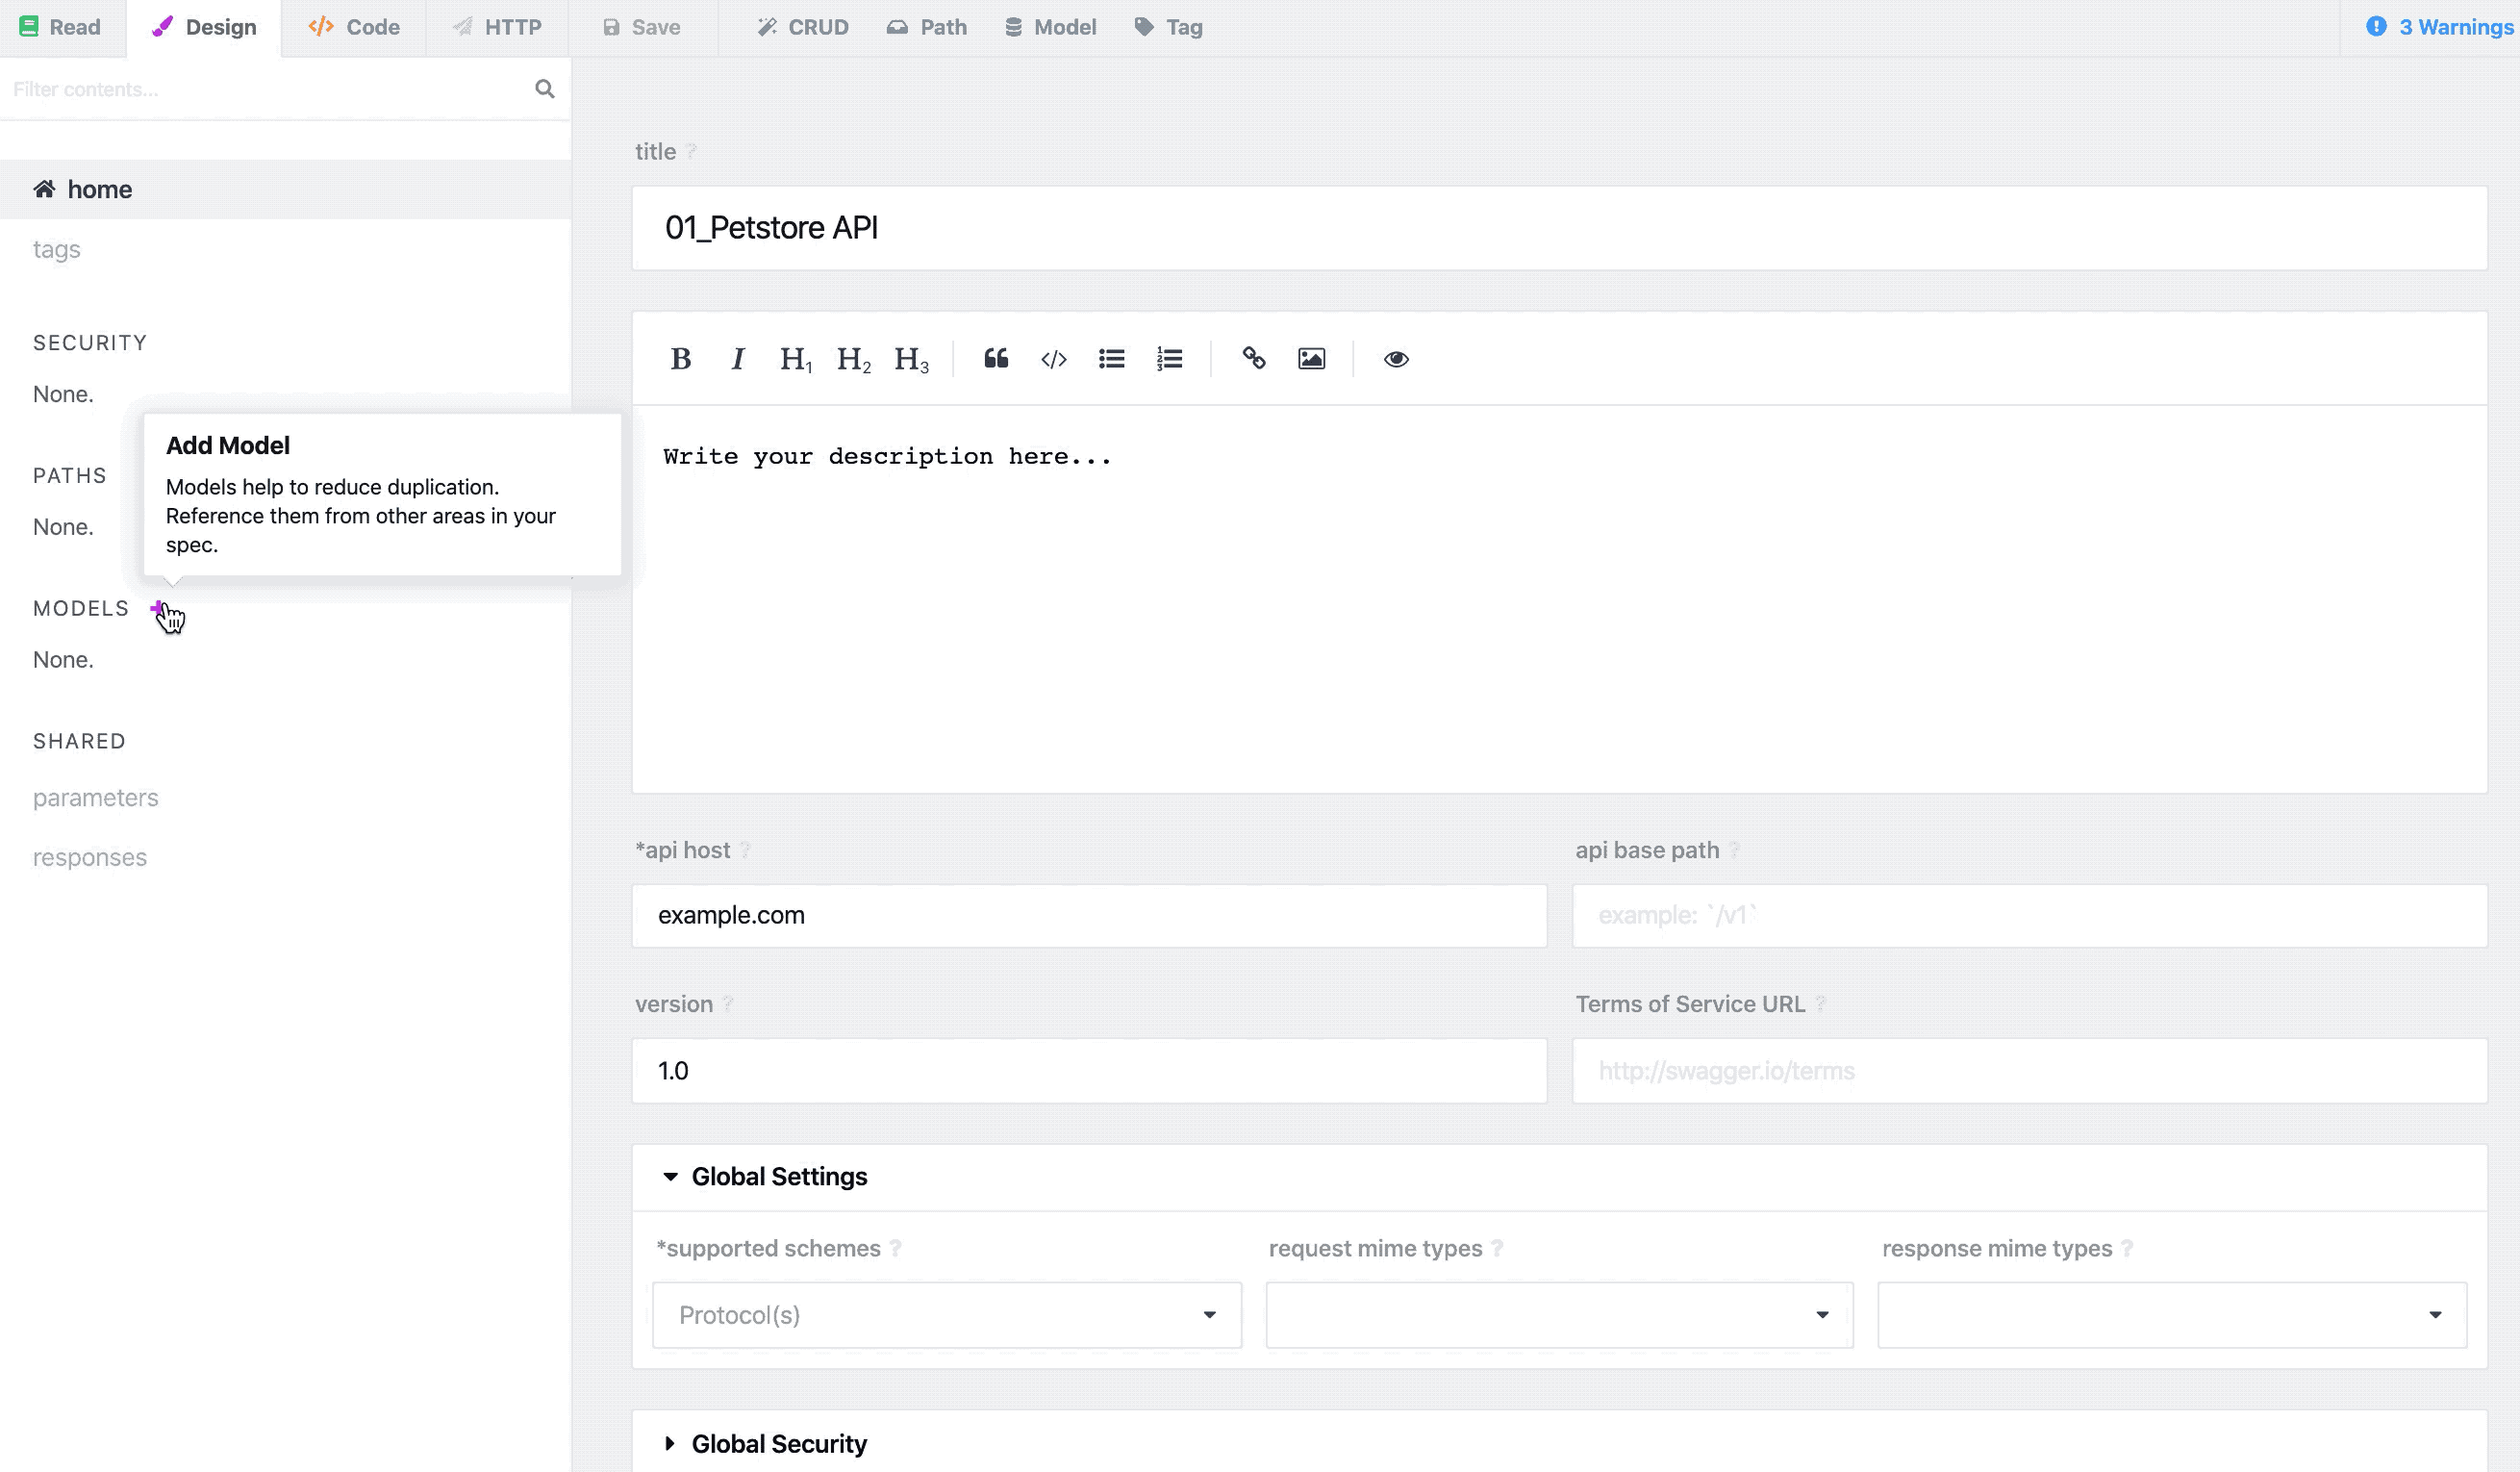 Read Design Code HTTP Save CRUD Path Model Tag 3 Warnings
Filter contents...
home
tags
SECURITY
None.
PATHS
None.
Add Model
Models help to reduce duplication.
Reference them from other areas in your
spec.
MODELS
None.
SHARED
parameters
responses
title ?
01_Petstore API
B I H1 H2 H3
Write your description here...
*api host ?
example.com
api base path ?
example: `/v1`
version ?
1.0
Terms of Service URL ?
http://swagger.io/terms
Global Settings
*supported schemes ?
Protocol(s)
request mime types ?
response mime types ?
Global Security